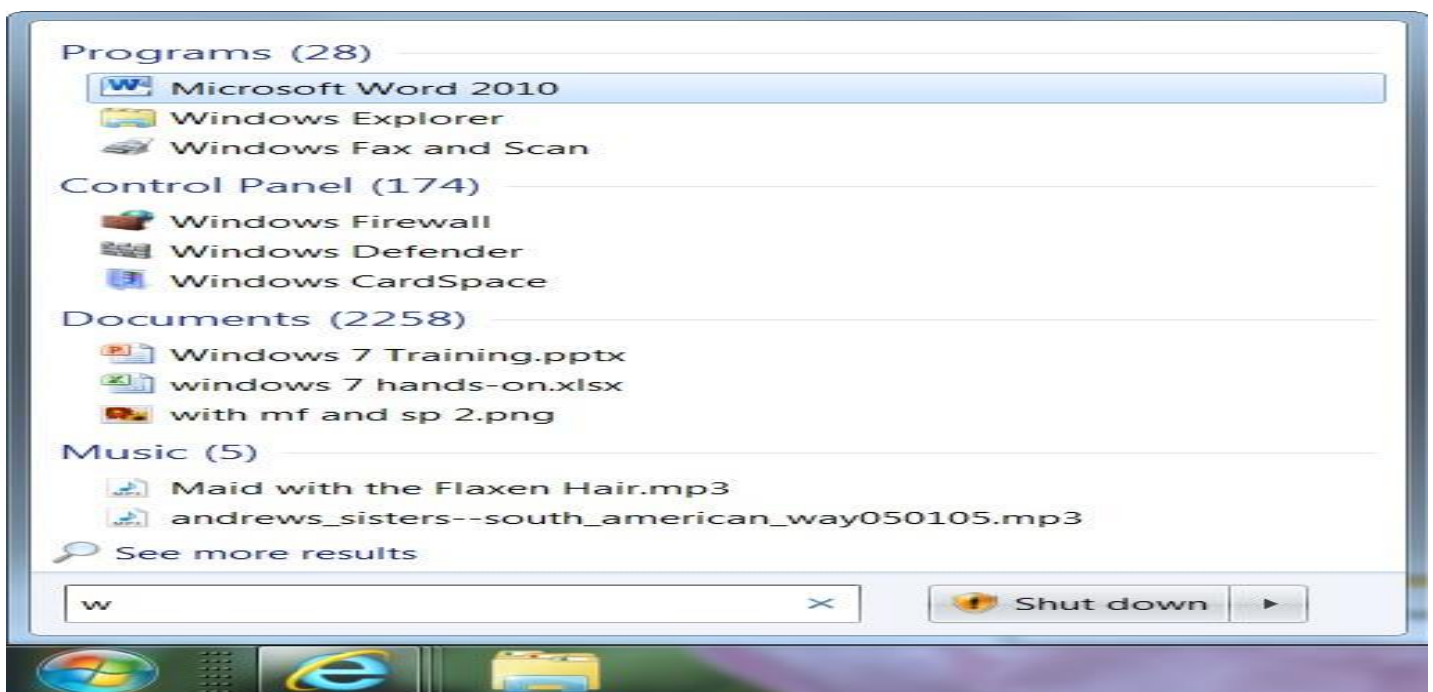 Programs (28)
Microsoft Word 2010
Windows Explorer
Windows Fax and Scan
Control Panel (174)
Windows Firewall
Windows Defender
Windows CardSpace
Documents (2258)
Windows 7 Training.pptx
windows 7 hands-on.xlsx
with mf and sp 2.png
Music (5)
Maid with the Flaxen Hair.mp3
andrews_sisters--south_american_way050105.mp3
See more results
w
Shut down